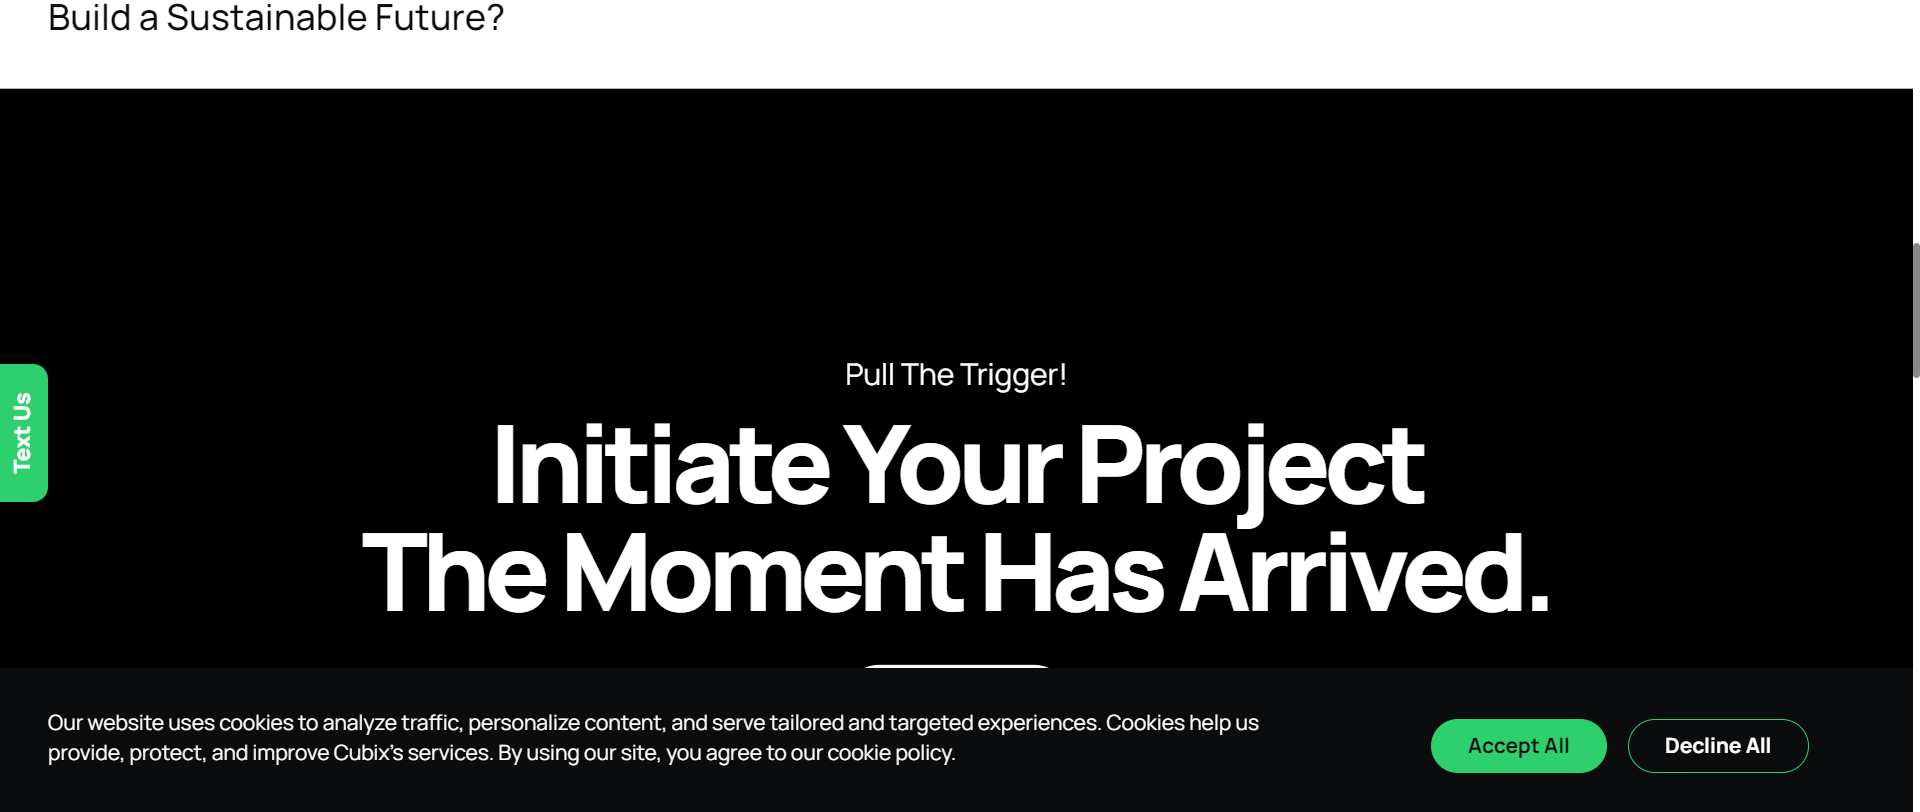 Build a Sustainable Future?
Pull The Trigger!
Initiate Your Project
The Moment Has Arrived.
Text Us
Our website uses cookies to analyze traffic, personalize content, and serve tailored and targeted experiences. Cookies help us
provide, protect, and improve Cubix's services. By using our site, you agree to our cookie policy.
Accept All
Decline All